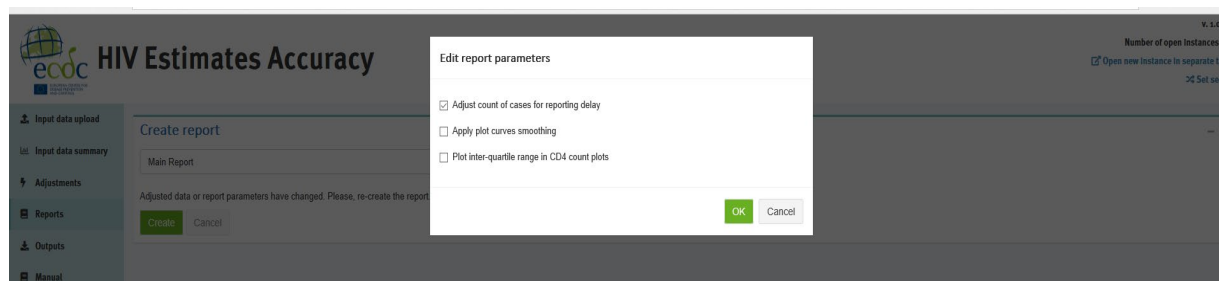 v. 1.0
ecdc
HIV Estimates Accuracy
Number of open instances
Open new instance in separate t
Set se
Input data upload
Input data summary
Adjustments
Reports
Outputs
Manual
Create report
Main Report
Adjusted data or report parameters have changed. Please, re-create the report.
Create
Cancel
Edit report parameters
Adjust count of cases for reporting delay
Apply plot curves smoothing
Plot inter-quartile range in CD4 count plots
OK
Cancel